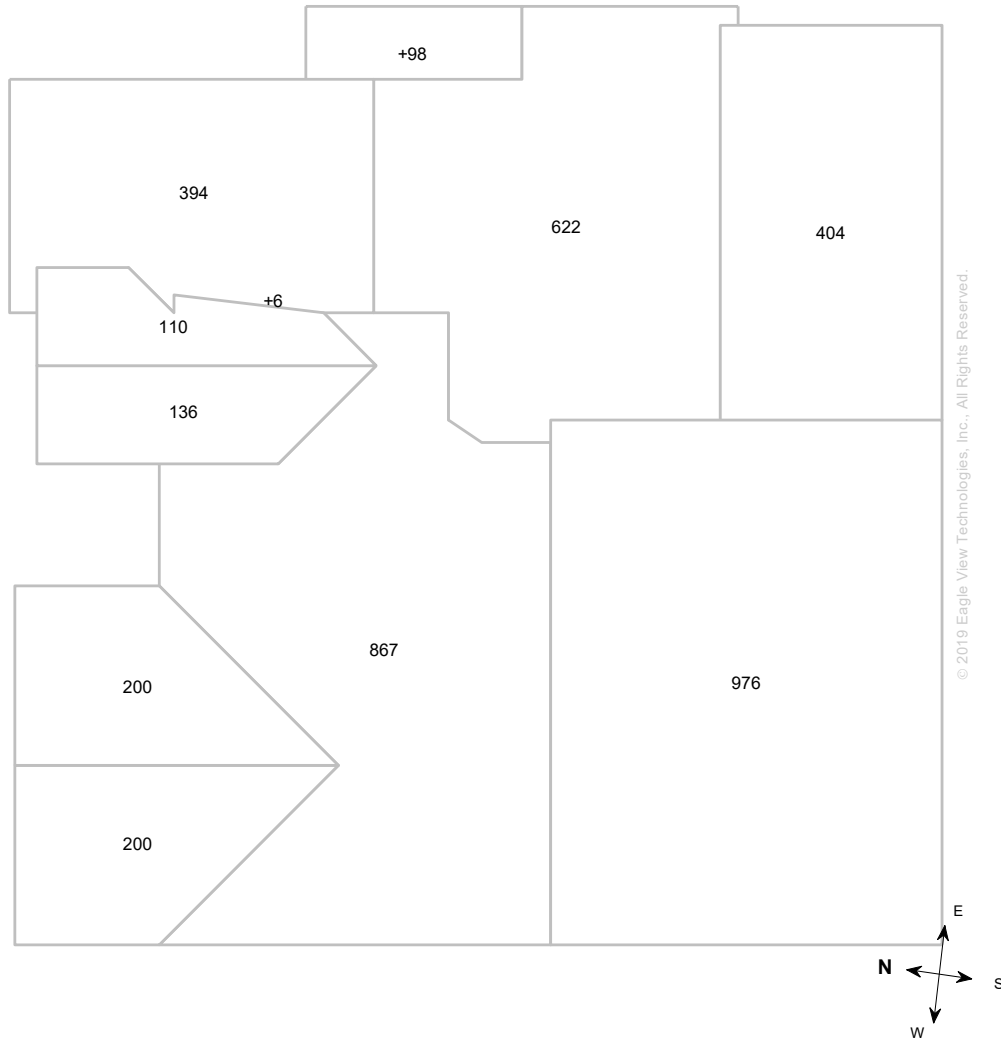 +98
394
622
404
+6
110
136
© 2019 Eagle View Technologies, Inc., All Rights Reserved.
867
200
976
200
E
N
S
W